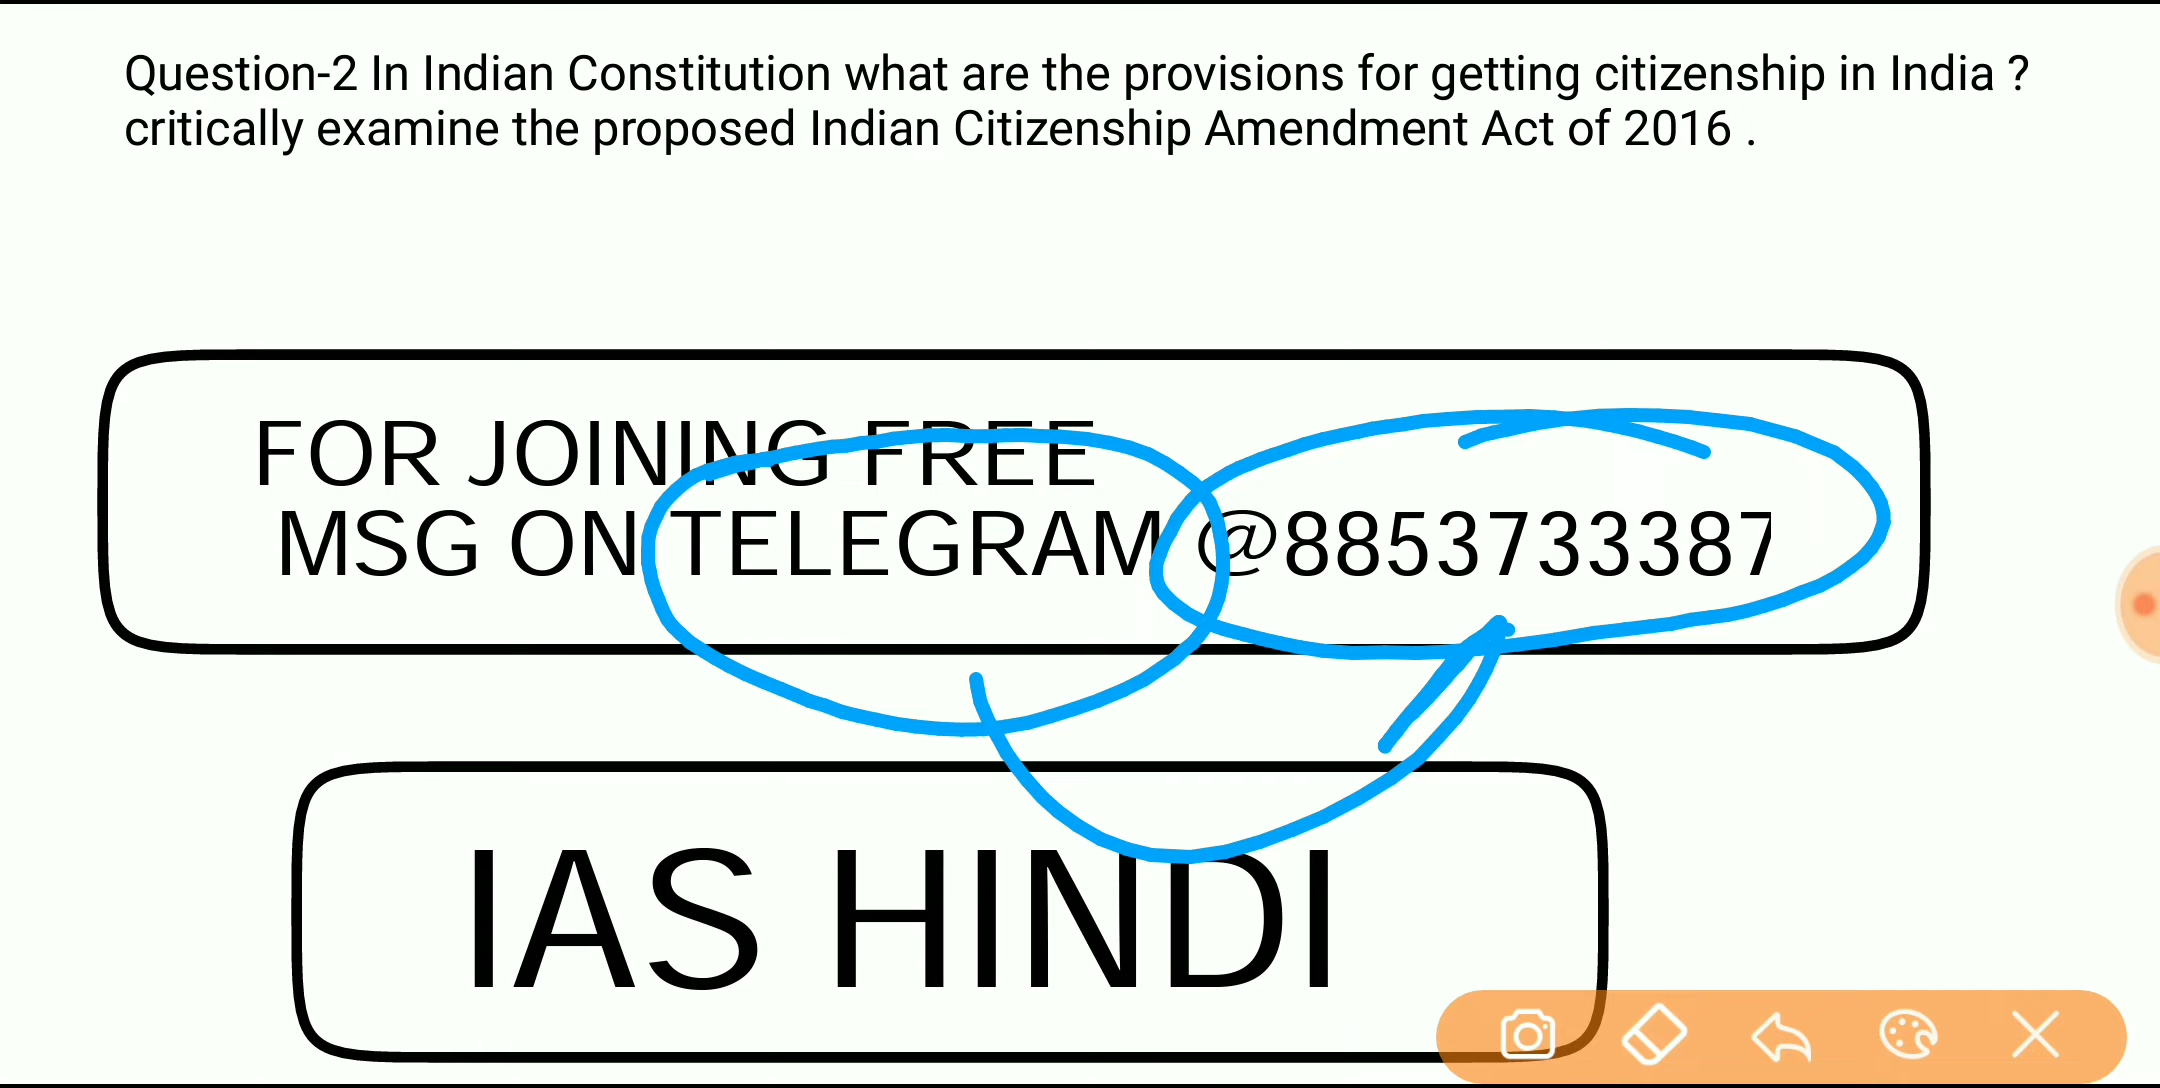 Question-2 In Indian Constitution what are the provisions for getting citizenship in India ?
critically examine the proposed Indian Citizenship Amendment Act of 2016 .
FOR JOINING FREE
MSG ON TELEGRAM @8853733387
IAS HINDI